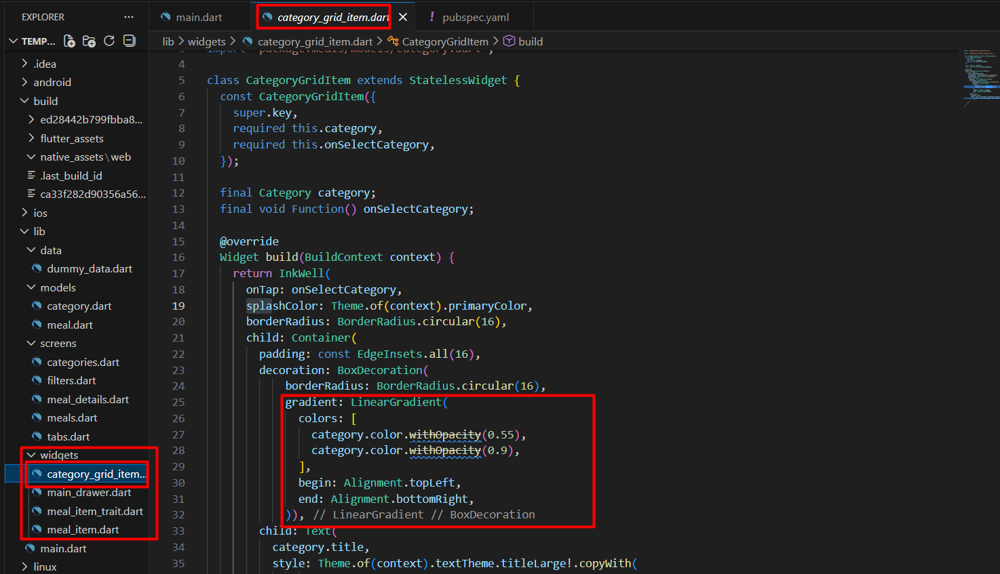 EXPLORER ···
TEMP...
.idea
android
build
ed28442b799fbba8...
flutter_assets
native_assets\web
.last_build_id
ca33f282d90356a56...
ios
lib
data
dummy_data.dart
models
category.dart
meal.dart
screens
categories.dart
filters.dart
meal_details.dart
meals.dart
tabs.dart
widgets
category_grid_item...
main_drawer.dart
meal_item_trait.dart
meal_item.dart
main.dart
linux
main.dart
category_grid_item.dart
! pubspec.yaml
lib > widgets > category_grid_item.dart > CategoryGridItem > build
3 import 'package:meals/models/category.dart';
4
5 class CategoryGridItem extends StatelessWidget {
6 const CategoryGridItem({
7 super.key,
8 required this.category,
9 required this.onSelectCategory,
10 });
11
12 final Category category;
13 final void Function() onSelectCategory;
14
15 @override
16 Widget build(BuildContext context) {
17 return InkWell(
18 onTap: onSelectCategory,
19 splashColor: Theme.of(context).primaryColor,
20 borderRadius: BorderRadius.circular(16),
21 child: Container(
22 padding: const EdgeInsets.all(16),
23 decoration: BoxDecoration(
24 borderRadius: BorderRadius.circular(16),
25 gradient: LinearGradient(
26 colors: [
27 category.color.withOpacity(0.55),
28 category.color.withOpacity(0.9),
29 ],
30 begin: Alignment.topLeft,
31 end: Alignment.bottomRight,
32 )), // LinearGradient // BoxDecoration
33 child: Text(
34 category.title,
35 style: Theme.of(context).textTheme.titleLarge!.copyWith(